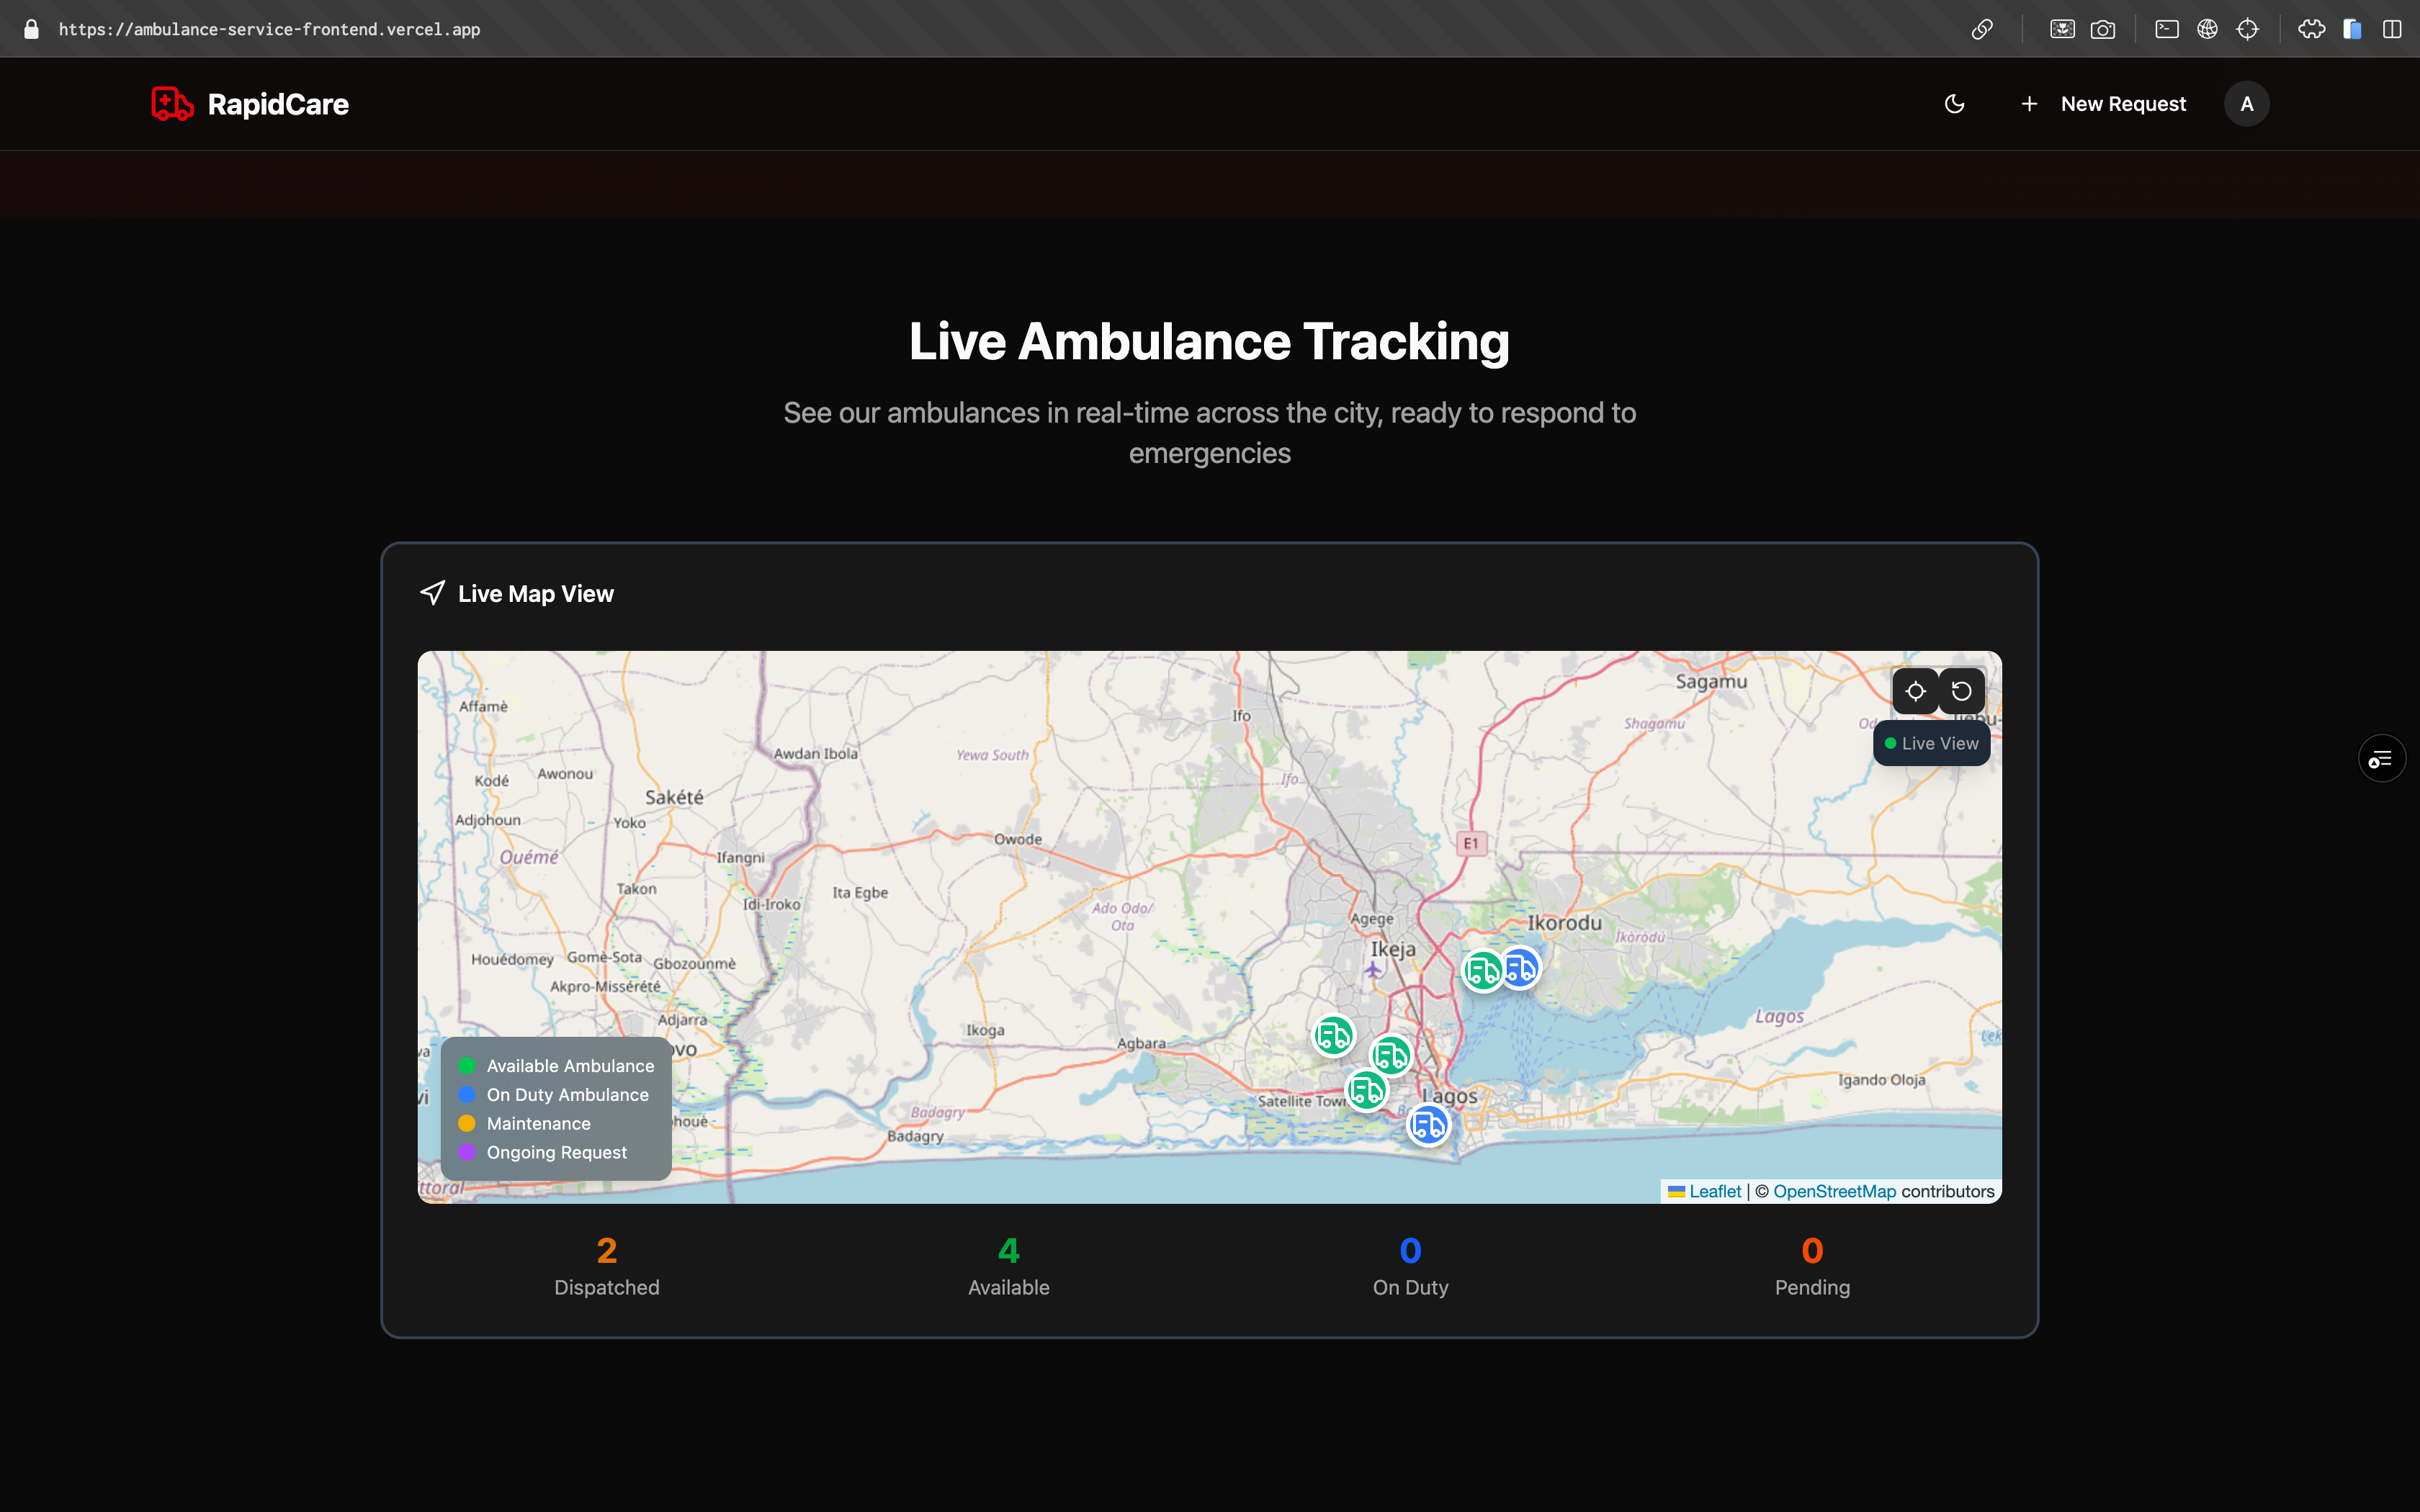 https://ambulance-service-frontend.vercel.app
RapidCare
New Request
A
Live Ambulance Tracking
See our ambulances in real-time across the city, ready to respond to
emergencies
Live Map View
Sagamu
Affamè
Ifo
Shagamu
Live View
Awdan Ibola
Yewa South
Kodé
Awonou
Ifo
Sakété
Adjohoun
Yoko
Owode
E1
Ouémé
Ifangni
Takon
Ita Egbe
Idi-Iroko
Ado Odo/
Ota
Agege
Ikorodu
Ikòròdú
Ikeja
Houédomey
Gomè-Sota
Gbozounmè
Akpro-Missérété
Lagos
Adjarra
Ikoga
Agbara
Igando Oloja
Lagos
Badagry
Badagry
Available Ambulance
On Duty Ambulance
Maintenance
Ongoing Request
Leaflet | © OpenStreetMap contributors
2
Dispatched
4
Available
0
On Duty
0
Pending